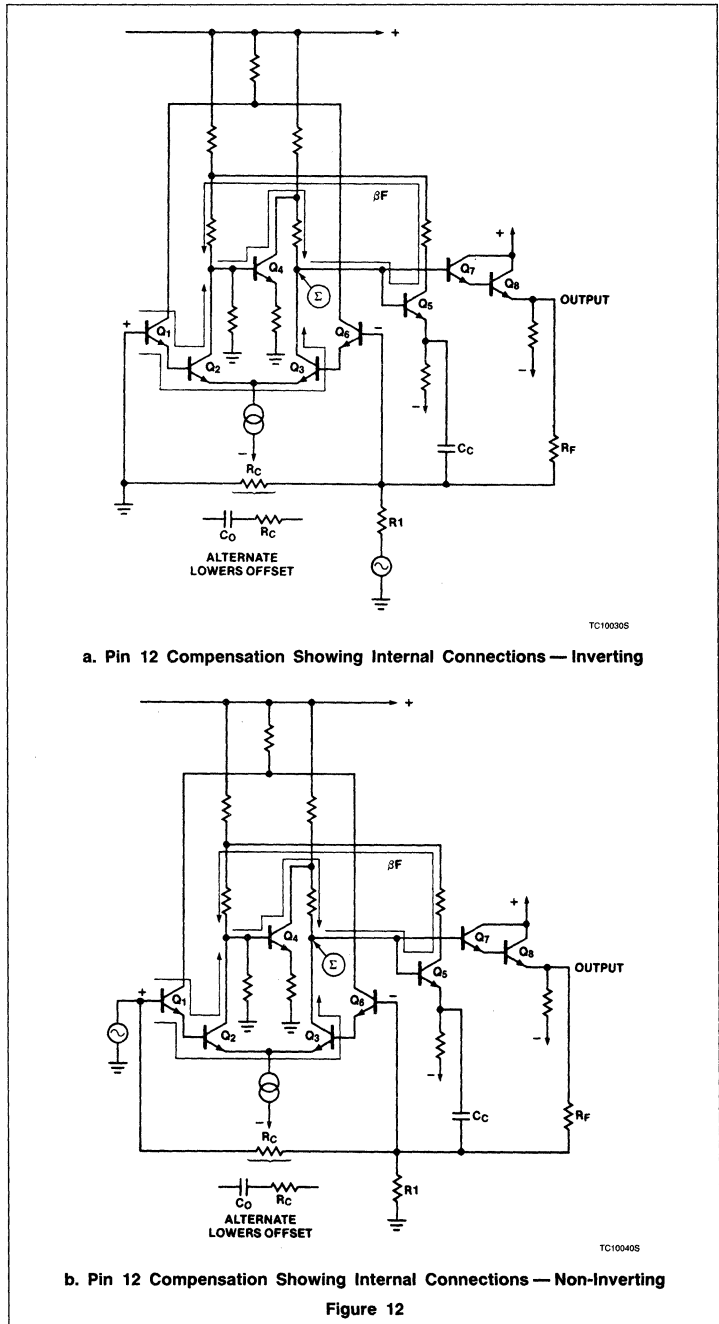 +
βF
Q4
Σ
+
Q7
Q8
OUTPUT
Q5
+
Q1
Q6
−
Q2
Q3
−
−
−
RC
CC
RF
CO
RC
R1
ALTERNATE
LOWERS OFFSET
TC10030S
a. Pin 12 Compensation Showing Internal Connections — Inverting
+
βF
Q4
Σ
+
Q7
Q8
OUTPUT
Q5
+
Q1
Q6
−
Q2
Q3
−
−
−
RC
CC
RF
CO
RC
R1
ALTERNATE
LOWERS OFFSET
TC10040S
b. Pin 12 Compensation Showing Internal Connections — Non-Inverting
Figure 12